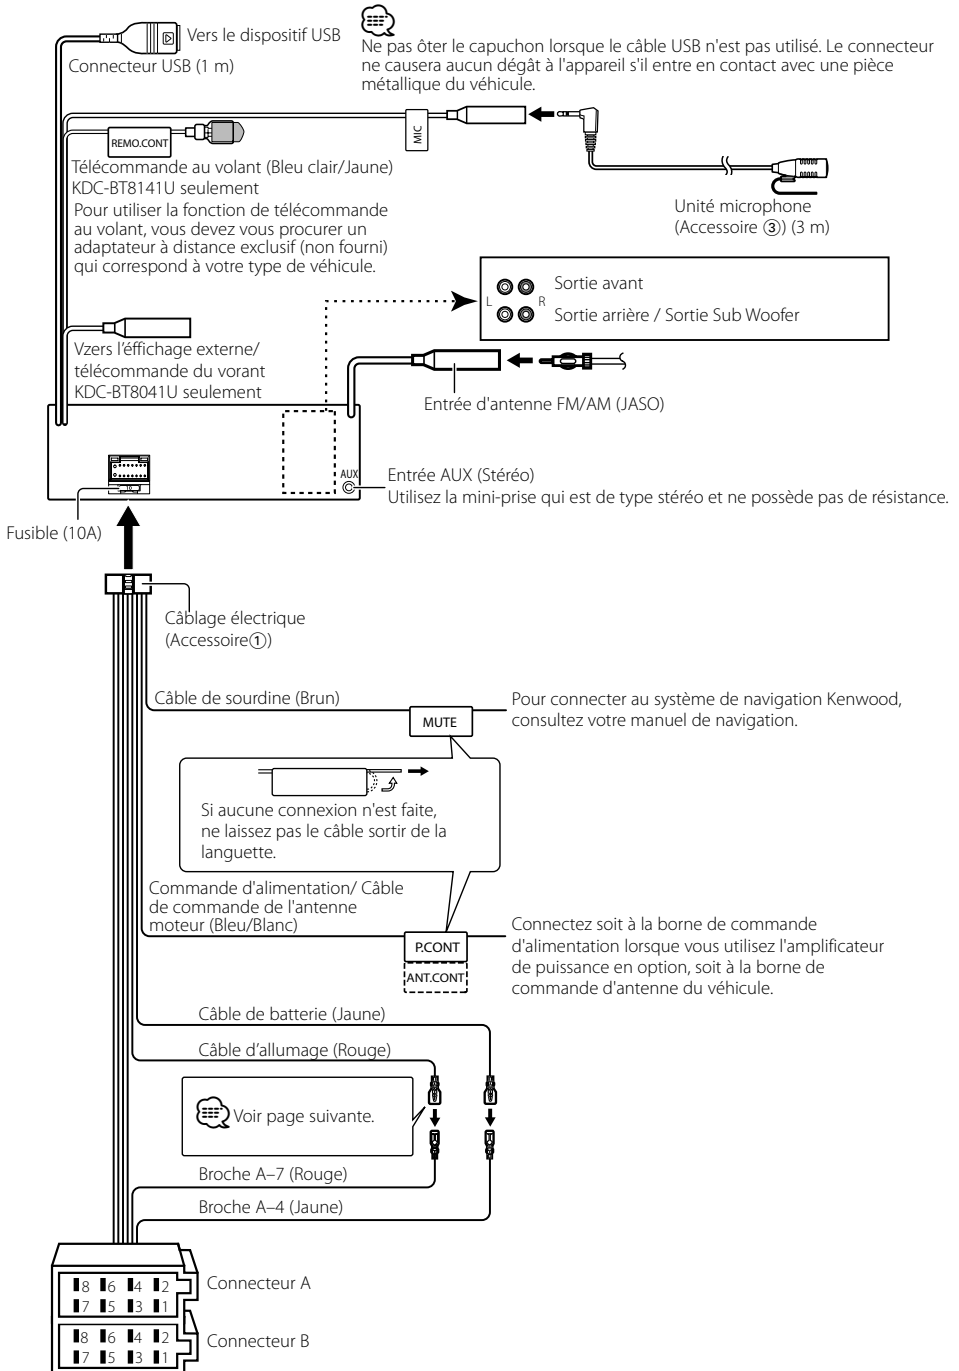 Vers le dispositif USB
Connecteur USB (1 m)
Ne pas ôter le capuchon lorsque le câble USB n'est pas utilisé. Le connecteur
ne causera aucun dégât à l'appareil s'il entre en contact avec une pièce
métallique du véhicule.
REMO.CONT
MIC
Télécommande au volant (Bleu clair/Jaune)
KDC-BT8141U seulement
Pour utiliser la fonction de télécommande
au volant, vous devez vous procurer un
adaptateur à distance exclusif (non fourni)
qui correspond à votre type de véhicule.
Unité microphone
(Accessoire ③) (3 m)
L
R
Sortie avant
Sortie arrière / Sortie Sub Woofer
Vzers l'éffichage externe/
télécommande du vorant
KDC-BT8041U seulement
Entrée d'antenne FM/AM (JASO)
AUX
Entrée AUX (Stéréo)
Utilisez la mini-prise qui est de type stéréo et ne possède pas de résistance.
Fusible (10A)
Câblage électrique
(Accessoire①)
Câble de sourdine (Brun)
MUTE
Pour connecter au système de navigation Kenwood,
consultez votre manuel de navigation.
Si aucune connexion n'est faite,
ne laissez pas le câble sortir de la
languette.
Commande d'alimentation/ Câble
de commande de l'antenne
moteur (Bleu/Blanc)
P.CONT
ANT.CONT
Connectez soit à la borne de commande
d'alimentation lorsque vous utilisez l'amplificateur
de puissance en option, soit à la borne de
commande d'antenne du véhicule.
Câble de batterie (Jaune)
Câble d'allumage (Rouge)
Voir page suivante.
Broche A–7 (Rouge)
Broche A–4 (Jaune)
8 6 4 2
7 5 3 1
Connecteur A
8 6 4 2
7 5 3 1
Connecteur B